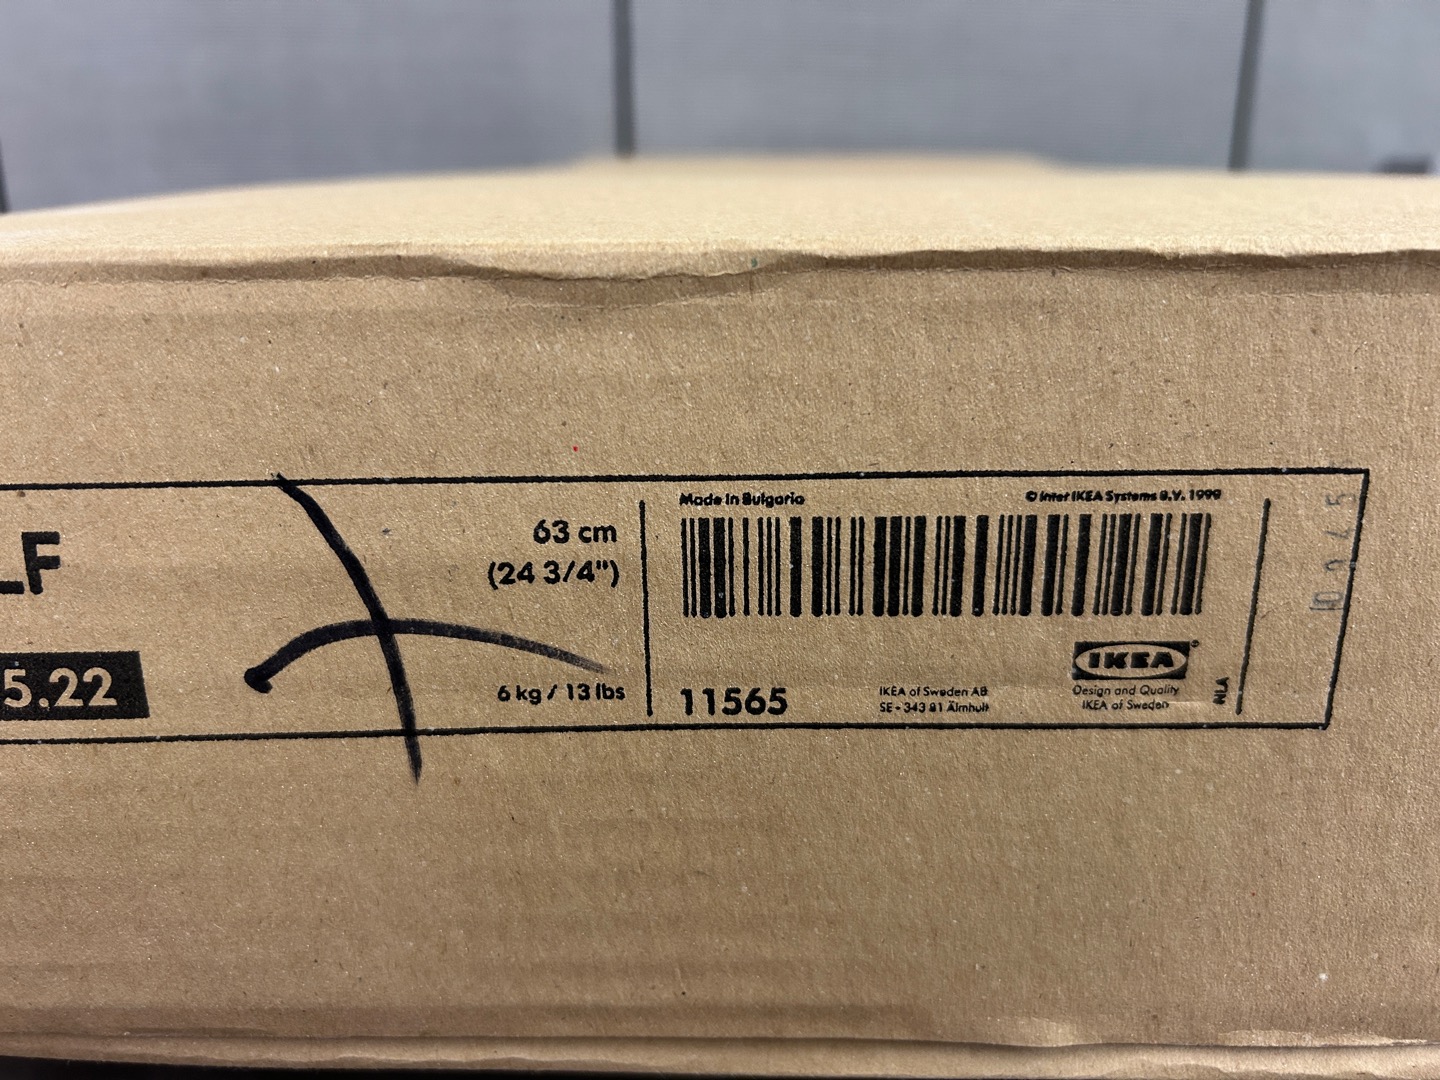 LF
5.22
63 cm
(24 3/4")
6 kg / 13 lbs
Made in Bulgaria
© Inter IKEA Systems B.V. 1999
11565
IKEA of Sweden AB
SE - 343 81 Älmhult
IKEA®
Design and Quality
IKEA of Sweden
NLA